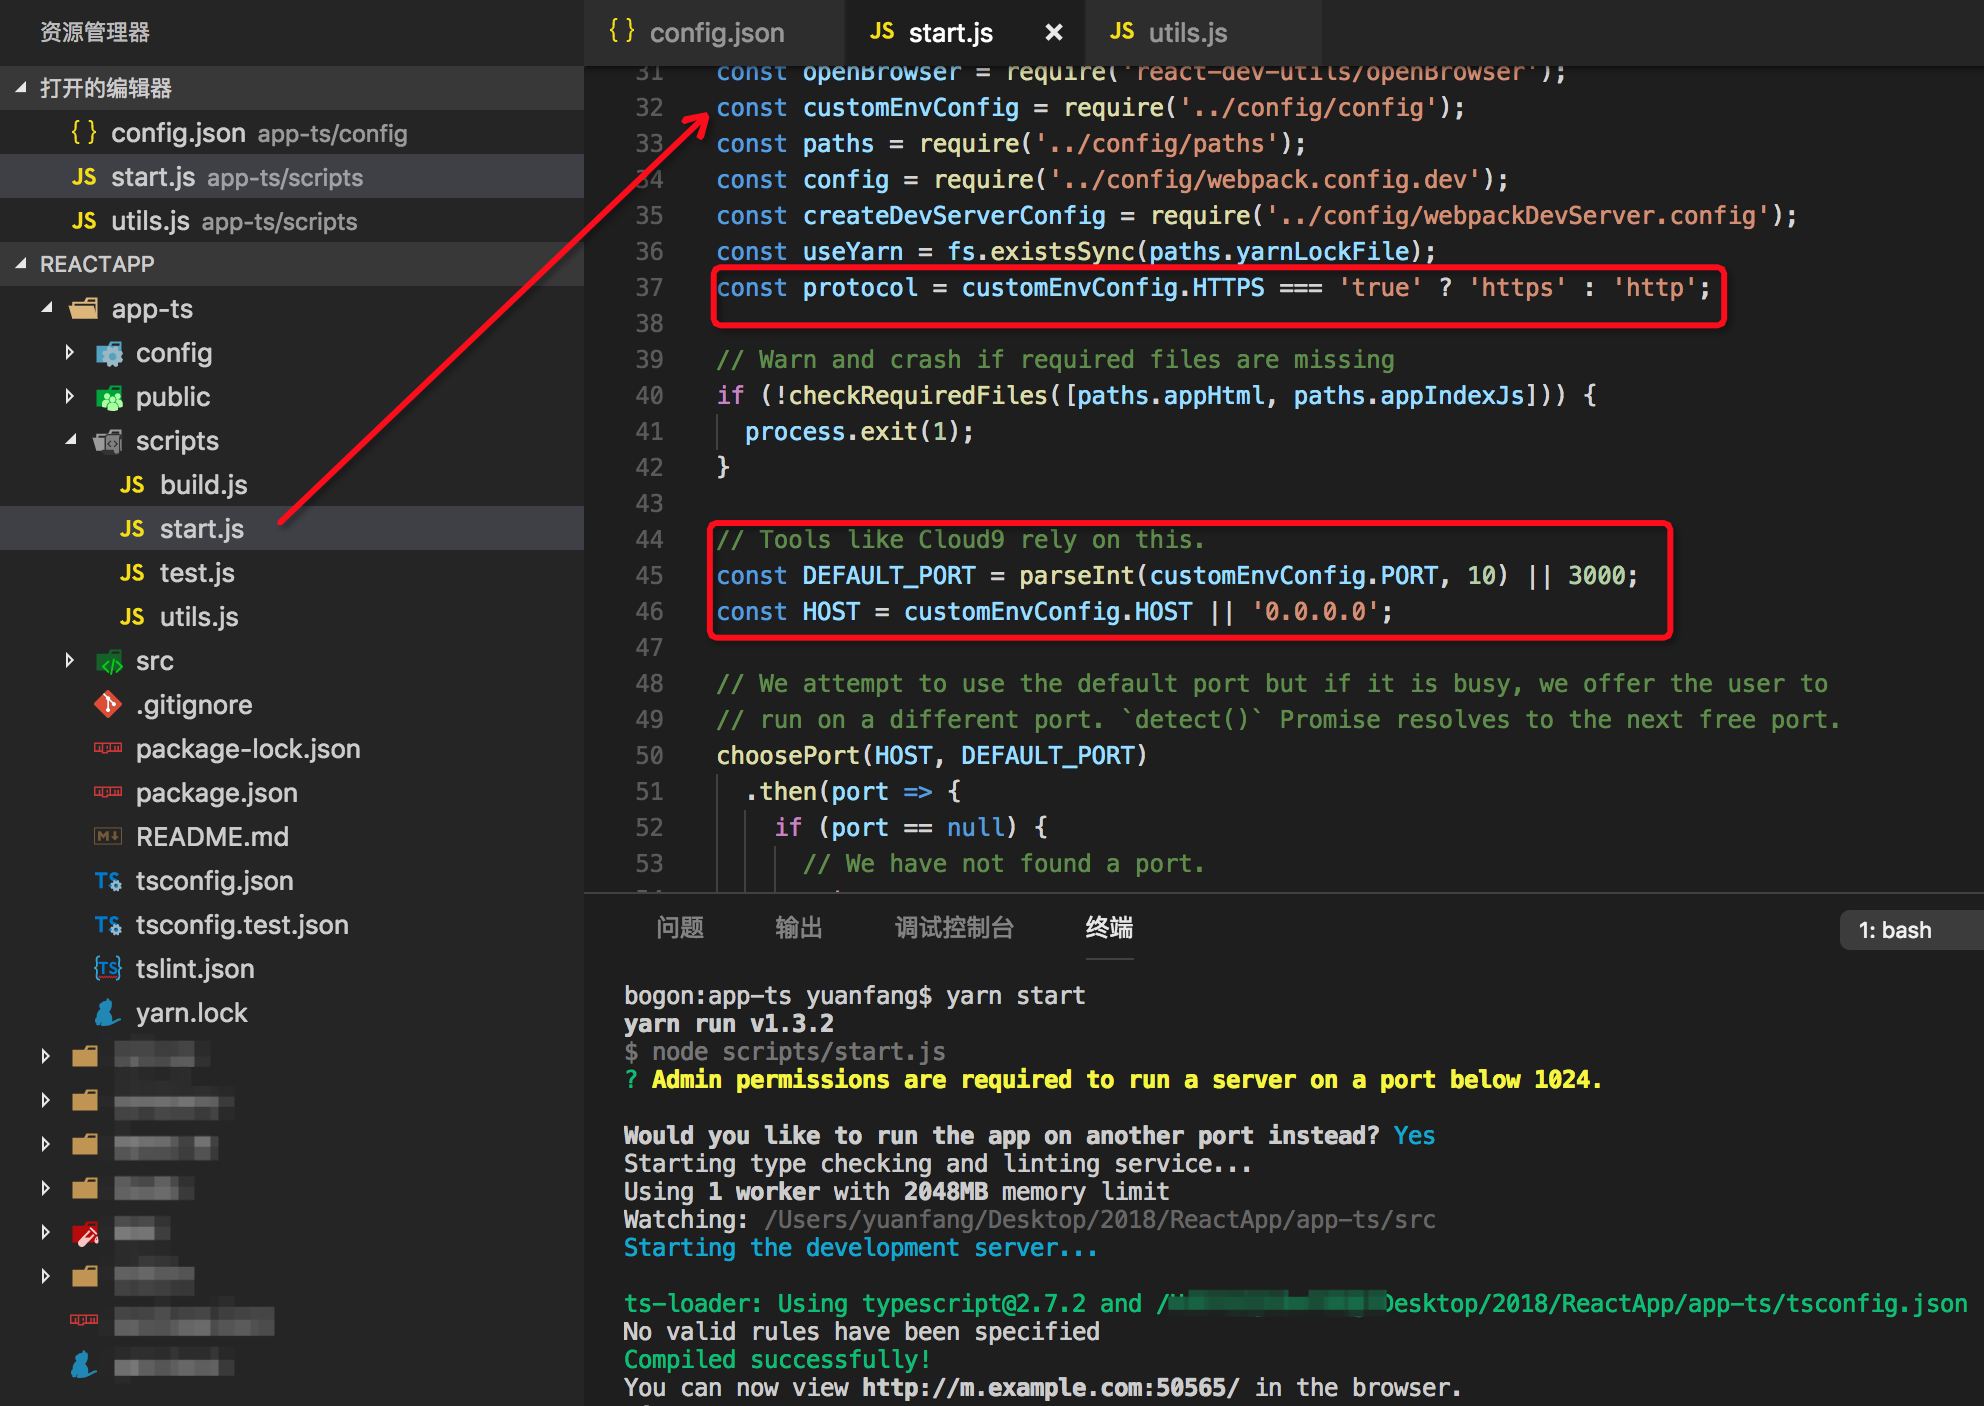 资源管理器
打开的编辑器
{ } config.json app-ts/config
JS start.js app-ts/scripts
JS utils.js app-ts/scripts
REACTAPP
app-ts
config
public
scripts
JS build.js
JS start.js
JS test.js
JS utils.js
src
.gitignore
package-lock.json
package.json
M↓ README.md
TS tsconfig.json
TS tsconfig.test.json
{TS} tslint.json
yarn.lock
{ } config.json
JS start.js ×
JS utils.js
31 const openBrowser = require('react-dev-utils/openBrowser');
32 const customEnvConfig = require('../config/config');
33 const paths = require('../config/paths');
34 const config = require('../config/webpack.config.dev');
35 const createDevServerConfig = require('../config/webpackDevServer.config');
36 const useYarn = fs.existsSync(paths.yarnLockFile);
37 const protocol = customEnvConfig.HTTPS === 'true' ? 'https' : 'http';
38
39 // Warn and crash if required files are missing
40 if (!checkRequiredFiles([paths.appHtml, paths.appIndexJs])) {
41 process.exit(1);
42 }
43
44 // Tools like Cloud9 rely on this.
45 const DEFAULT_PORT = parseInt(customEnvConfig.PORT, 10) || 3000;
46 const HOST = customEnvConfig.HOST || '0.0.0.0';
47
48 // We attempt to use the default port but if it is busy, we offer the user to
49 // run on a different port. `detect()` Promise resolves to the next free port.
50 choosePort(HOST, DEFAULT_PORT)
51 .then(port => {
52 if (port == null) {
53 // We have not found a port.
问题 输出 调试控制台 终端 1: bash
bogon:app-ts yuanfang$ yarn start
yarn run v1.3.2
$ node scripts/start.js
? Admin permissions are required to run a server on a port below 1024.
Would you like to run the app on another port instead? Yes
Starting type checking and linting service...
Using 1 worker with 2048MB memory limit
Watching: /Users/yuanfang/Desktop/2018/ReactApp/app-ts/src
Starting the development server...
ts-loader: Using typescript@2.7.2 and / Desktop/2018/ReactApp/app-ts/tsconfig.json
No valid rules have been specified
Compiled successfully!
You can now view http://m.example.com:50565/ in the browser.